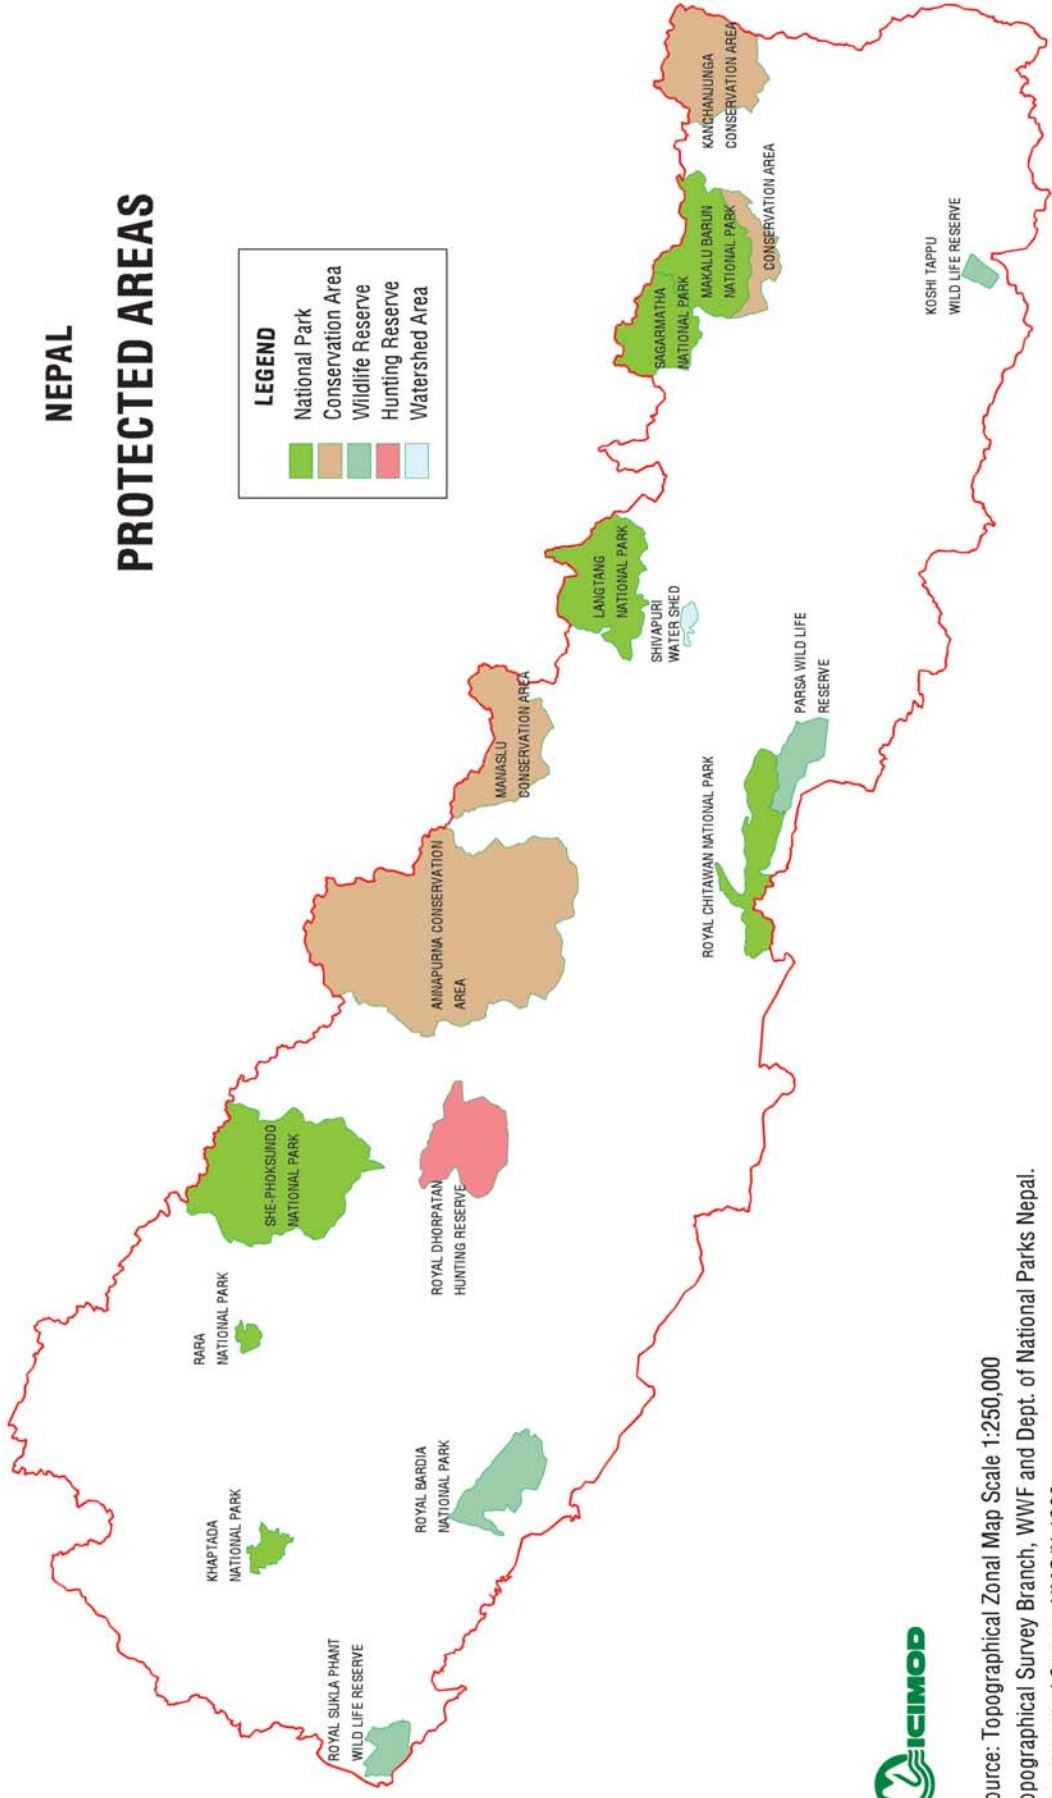 NEPAL
PROTECTED AREAS
LEGEND
National Park
Conservation Area
Wildlife Reserve
Hunting Reserve
Watershed Area
ROYAL SUKLA PHANT
WILD LIFE RESERVE
KHAPTADA
NATIONAL PARK
RARA
NATIONAL PARK
ROYAL BARDIA
NATIONAL PARK
SHE-PHOKSUNDO
NATIONAL PARK
ROYAL DHORPATAN
HUNTING RESERVE
ANNAPURNA CONSERVATION
AREA
MANASLU
CONSERVATION AREA
LANGTANG
NATIONAL PARK
SHIVAPURI
WATER SHED
ROYAL CHITAWAN NATIONAL PARK
PARSA WILD LIFE
RESERVE
SAGARMATHA
NATIONAL PARK
MAKALU BARUN
NATIONAL PARK
CONSERVATION AREA
KANCHANJUNGA
CONSERVATION AREA
KOSHI TAPPU
WILD LIFE RESERVE
ICIMOD
ource: Topographical Zonal Map Scale 1:250,000
opographical Survey Branch, WWF and Dept. of National Parks Nepal.